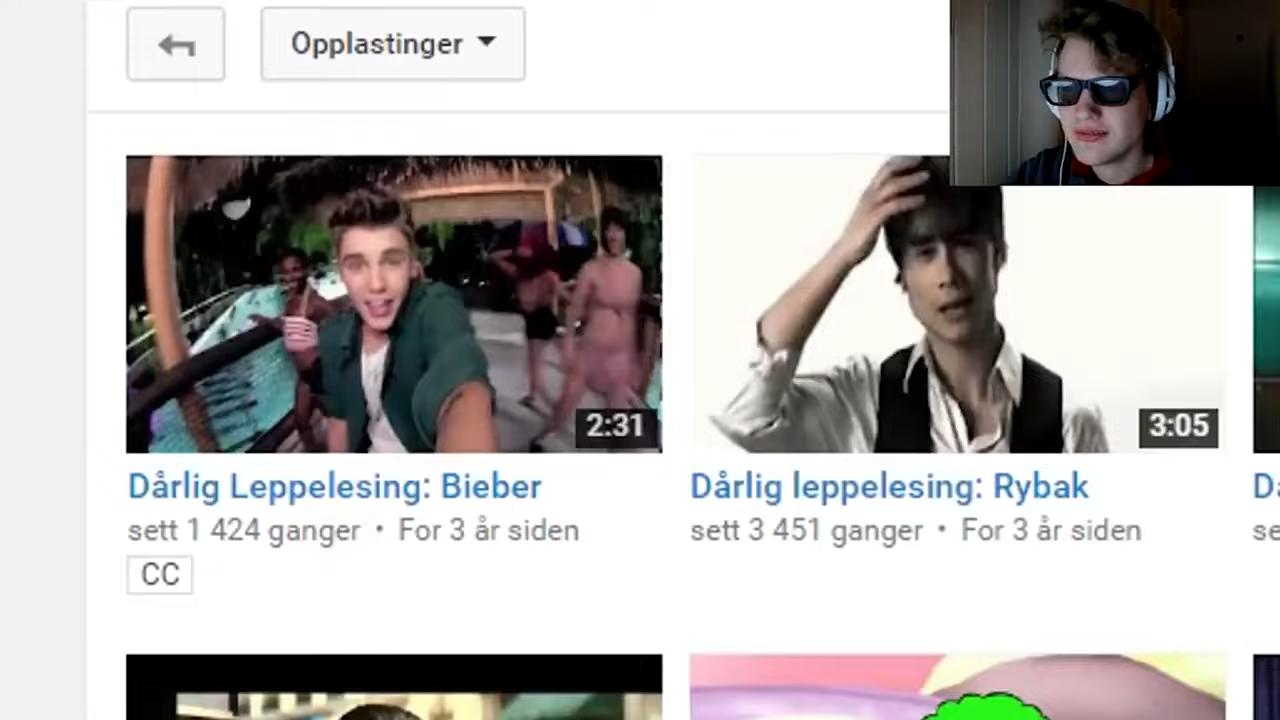 Opplastinger
2:31
3:05
Dårlig Leppelesing: Bieber
Dårlig leppelesing: Rybak
sett 1 424 ganger • For 3 år siden
sett 3 451 ganger • For 3 år siden
CC